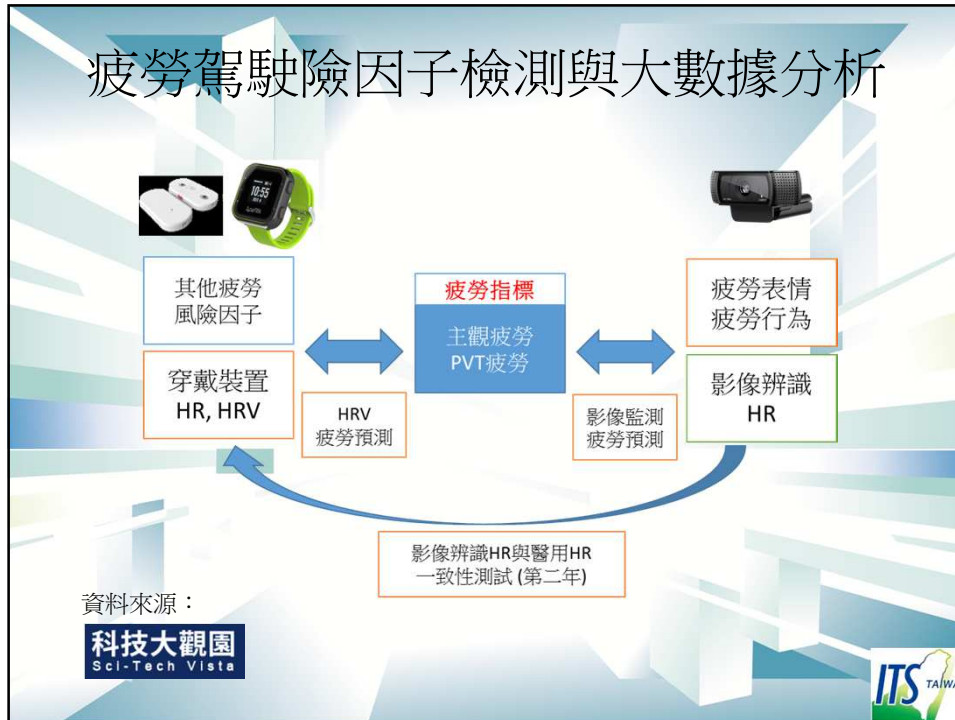 疲勞駕駛險因子檢測與大數據分析
10:55
其他疲勞
風險因子
穿戴裝置
HR, HRV
HRV
疲勞預測
疲勞指標
主觀疲勞
PVT疲勞
影像監測
疲勞預測
疲勞表情
疲勞行為
影像辨識
HR
影像辨識HR與醫用HR
一致性測試 (第二年)
資料來源：
科技大觀園
Sci-Tech Vista
ITS TAIWA